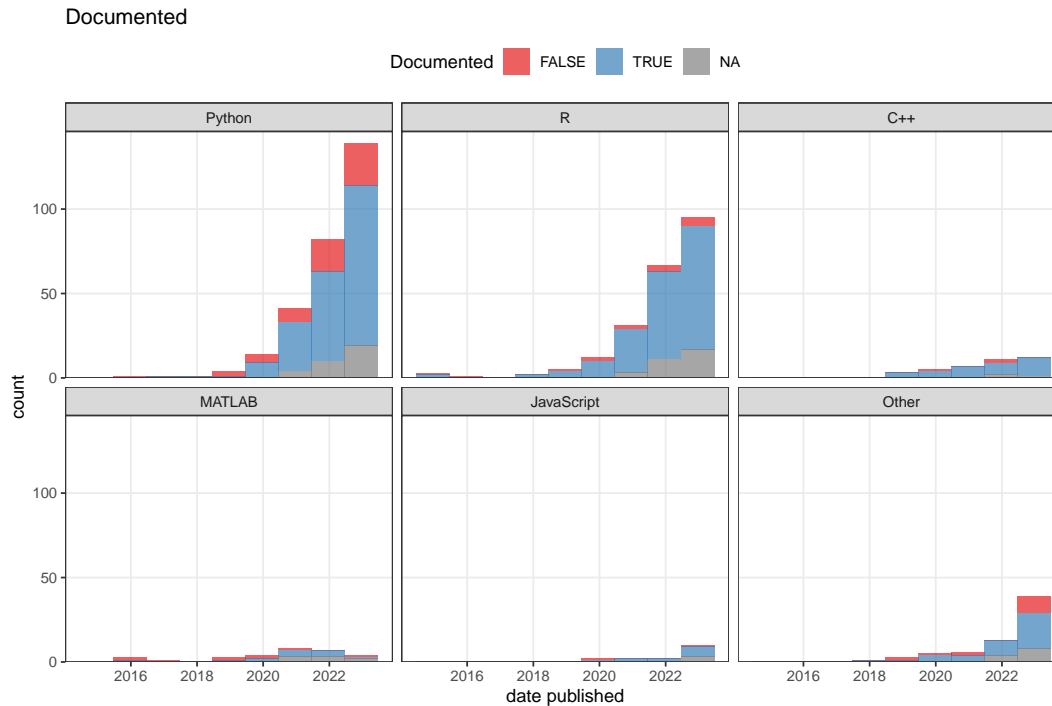 Documented
Documented FALSE TRUE NA
Python R C++
100
50
0
count
MATLAB JavaScript Other
100
50
0
2016 2018 2020 2022 2016 2018 2020 2022 2016 2018 2020 2022
date published